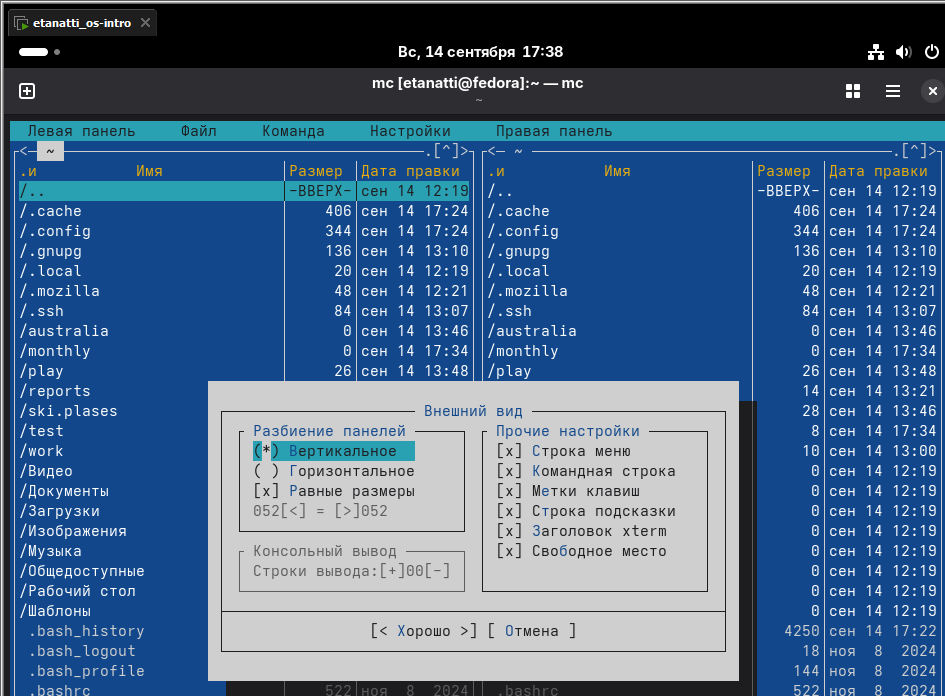 etanatti_os-intro
Вс, 14 сентября 17:38
mc [etanatti@fedora]:~ — mc
~
Левая панель Файл Команда Настройки Правая панель
<─ ~ .[^]> <─ ~ .[^]>
.и Имя Размер Дата правки .и Имя Размер Дата правки
/.. -ВВЕРХ- сен 14 12:19 /.. -ВВЕРХ- сен 14 12:19
/.cache 406 сен 14 17:24 /.cache 406 сен 14 17:24
/.config 344 сен 14 17:24 /.config 344 сен 14 17:24
/.gnupg 136 сен 14 13:10 /.gnupg 136 сен 14 13:10
/.local 20 сен 14 12:19 /.local 20 сен 14 12:19
/.mozilla 48 сен 14 12:21 /.mozilla 48 сен 14 12:21
/.ssh 84 сен 14 13:07 /.ssh 84 сен 14 13:07
/australia 0 сен 14 13:46 /australia 0 сен 14 13:46
/monthly 0 сен 14 17:34 /monthly 0 сен 14 17:34
/play 26 сен 14 13:48 /play 26 сен 14 13:48
/reports 14 сен 14 13:21
/ski.plases 28 сен 14 13:46
/test 8 сен 14 17:34
/work 10 сен 14 13:00
/Видео 0 сен 14 12:19
/Документы 0 сен 14 12:19
/Загрузки 0 сен 14 12:19
/Изображения 0 сен 14 12:19
/Музыка 0 сен 14 12:19
/Общедоступные 0 сен 14 12:19
/Рабочий стол 0 сен 14 12:19
/Шаблоны 0 сен 14 12:19
.bash_history 4250 сен 14 17:22
.bash_logout 18 ноя 8 2024
.bash_profile 144 ноя 8 2024
.bashrc 522 ноя 8 2024 .bashrc 522 ноя 8 2024
Внешний вид
Разбиение панелей
(*) Вертикальное
( ) Горизонтальное
[x] Равные размеры
052[<] = [>]052
Консольный вывод
Строки вывода:[+]00[-]
Прочие настройки
[x] Строка меню
[x] Командная строка
[x] Метки клавиш
[x] Строка подсказки
[x] Заголовок xterm
[x] Свободное место
[< Хорошо >] [ Отмена ]